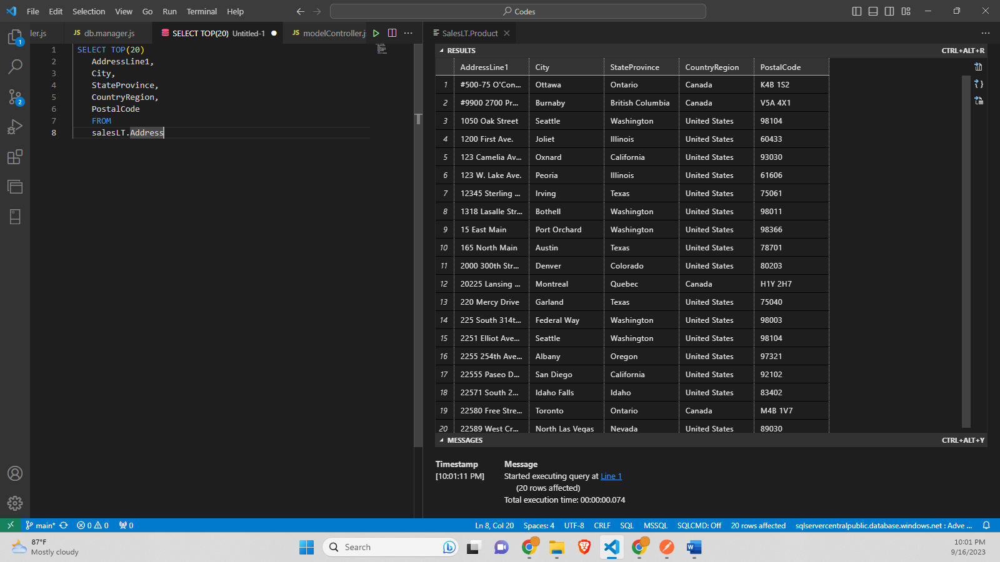 File Edit Selection View Go Run Terminal Help
Codes
ler.js
JS db.manager.js
SELECT TOP(20) Untitled-1
JS modelController.j
SalesLT.Product
1 SELECT TOP(20)
2 AddressLine1,
3 City,
4 StateProvince,
5 CountryRegion,
6 PostalCode
7 FROM
8 salesLT.Address
RESULTS CTRL+ALT+R
AddressLine1 City StateProvince CountryRegion PostalCode
1 #500-75 O'Con... Ottawa Ontario Canada K4B 1S2
2 #9900 2700 Pr... Burnaby British Columbia Canada V5A 4X1
3 1050 Oak Street Seattle Washington United States 98104
4 1200 First Ave. Joliet Illinois United States 60433
5 123 Camelia Av... Oxnard California United States 93030
6 123 W. Lake Ave. Peoria Illinois United States 61606
7 12345 Sterling ... Irving Texas United States 75061
8 1318 Lasalle Str... Bothell Washington United States 98011
9 15 East Main Port Orchard Washington United States 98366
10 165 North Main Austin Texas United States 78701
11 2000 300th Str... Denver Colorado United States 80203
12 20225 Lansing ... Montreal Quebec Canada H1Y 2H7
13 220 Mercy Drive Garland Texas United States 75040
14 225 South 314t... Federal Way Washington United States 98003
15 2251 Elliot Ave... Seattle Washington United States 98104
16 2255 254th Ave... Albany Oregon United States 97321
17 22555 Paseo D... San Diego California United States 92102
18 22571 South 2... Idaho Falls Idaho United States 83402
19 22580 Free Stre... Toronto Ontario Canada M4B 1V7
20 22589 West Cr... North Las Vegas Nevada United States 89030
MESSAGES CTRL+ALT+Y
Timestamp Message
[10:01:11 PM] Started executing query at Line 1
(20 rows affected)
Total execution time: 00:00:00.074
1
2
main* 0 0 0 Ln 8, Col 20 Spaces: 4 UTF-8 CRLF SQL MSSQL SQLCMD: Off 20 rows affected sqlservercentralpublic.database.windows.net : Adve ...
87°F
Mostly cloudy
Search
10:01 PM
9/16/2023